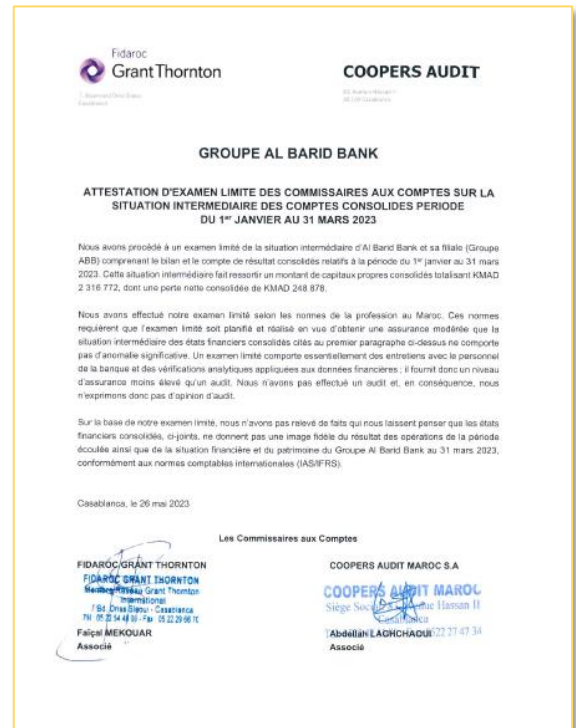 Fidaroc
Grant Thornton
COOPERS AUDIT
GROUPE AL BARID BANK
ATTESTATION D'EXAMEN LIMITE DES COMMISSAIRES AUX COMPTES SUR LA
SITUATION INTERMEDIAIRE DES COMPTES CONSOLIDES PERIODE
DU 1er JANVIER AU 31 MARS 2023
Nous avons procédé à un examen limité de la situation intermédiaire d'Al Barid Bank et sa filiale (Groupe
ABB) comprenant le bilan et le compte de résultat consolidés relatifs à la période du 1er janvier au 31 mars
2023. Cette situation intermédiaire fait ressortir un montant de capitaux propres consolidés totalisant KMAD
2 316 772, dont une perte nette consolidée de KMAD 248 878.
Nous avons effectué notre examen limité selon les normes de la profession au Maroc. Ces normes
requièrent que l'examen limité soit planifié et réalisé en vue d'obtenir une assurance modérée que la
situation intermédiaire des états financiers consolidés cités au premier paragraphe ci-dessus ne comporte
pas d'anomalie significative. Un examen limité comporte essentiellement des entretiens avec le personnel
de la banque et des vérifications analytiques appliquées aux données financières ; il fournit donc un niveau
d'assurance moins élevé qu'un audit. Nous n'avons pas effectué un audit et, en conséquence, nous
n'exprimons donc pas d'opinion d'audit.
Sur la base de notre examen limité, nous n'avons pas relevé de faits qui nous laissent penser que les états
financiers consolidés, ci-joints, ne donnent pas une image fidèle du résultat des opérations de la période
écoulée ainsi que de la situation financière et du patrimoine du Groupe Al Barid Bank au 31 mars 2023,
conformément aux normes comptables internationales (IAS/IFRS).
Casablanca, le 26 mai 2023
Les Commissaires aux Comptes
FIDAROC GRANT THORNTON
FIDAROC GRANT THORNTON
Membre Réseau Grant Thornton
International
7 Bd. Driss Slaoui - Casablanca
Faïçal MEKOUAR
Associé
COOPERS AUDIT MAROC S.A
COOPERS AUDIT MAROC
Hassan II
Casablanca
Abdellah LAGHCHAOUI
Associé